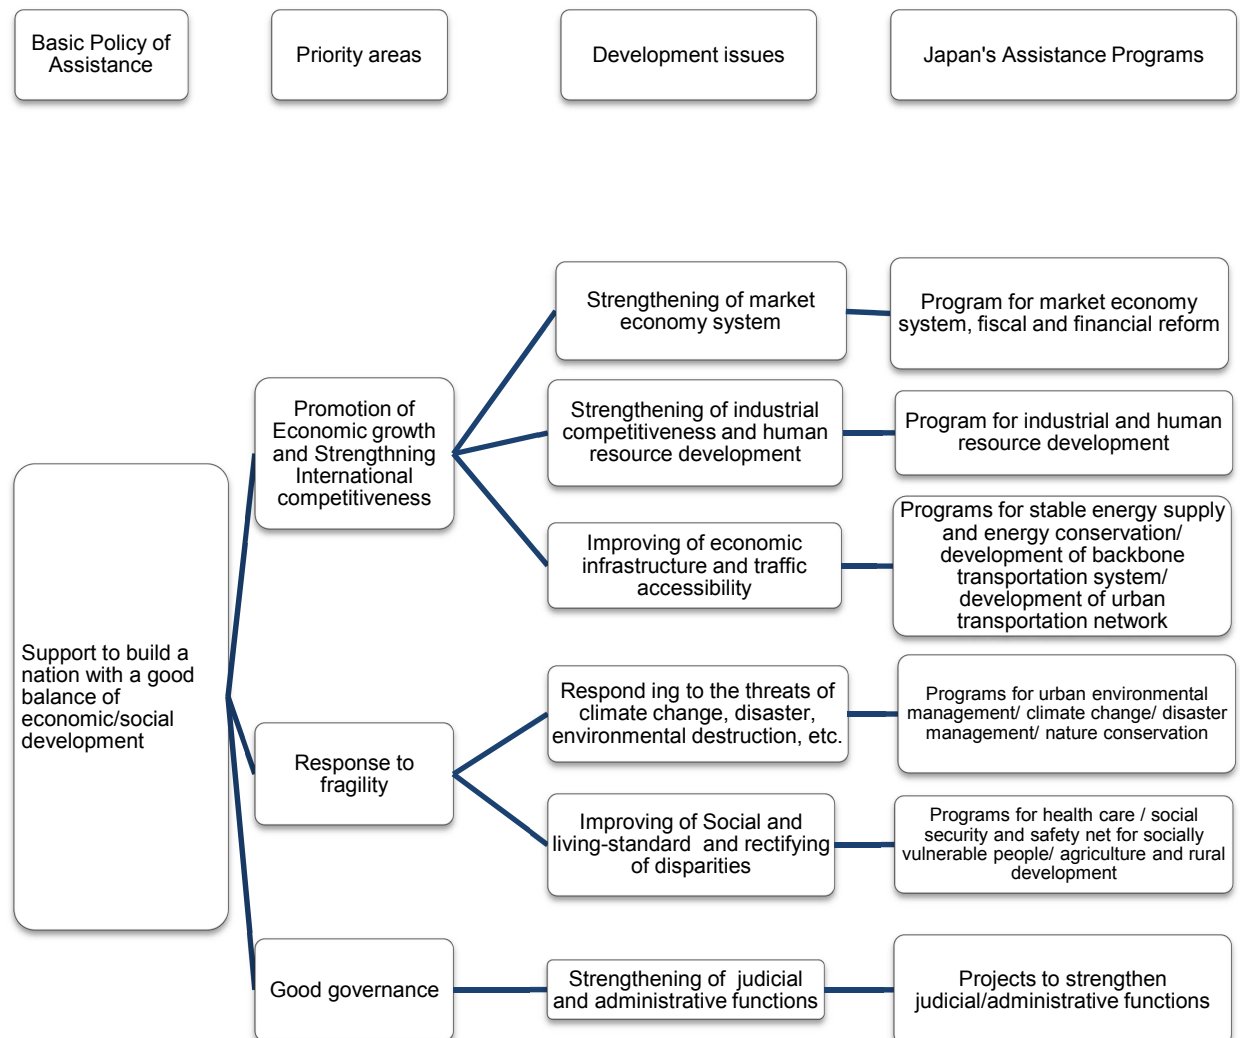 Basic Policy of
Assistance
Priority areas
Development issues
Japan's Assistance Programs
Support to build a
nation with a good
balance of
economic/social
development
Promotion of
Economic growth
and Strengthning
International
competitiveness
Strengthening of market
economy system
Program for market economy
system, fiscal and financial reform
Strengthening of industrial
competitiveness and human
resource development
Program for industrial and human
resource development
Improving of economic
infrastructure and traffic
accessibility
Programs for stable energy supply
and energy conservation/
development of backbone
transportation system/
development of urban
transportation network
Response to
fragility
Respond ing to the threats of
climate change, disaster,
environmental destruction, etc.
Programs for urban environmental
management/ climate change/ disaster
management/ nature conservation
Improving of Social and
living-standard  and rectifying
of disparities
Programs for health care / social
security and safety net for socially
vulnerable people/ agriculture and rural
development
Good governance
Strengthening of  judicial
and administrative functions
Projects to strengthen
judicial/administrative functions